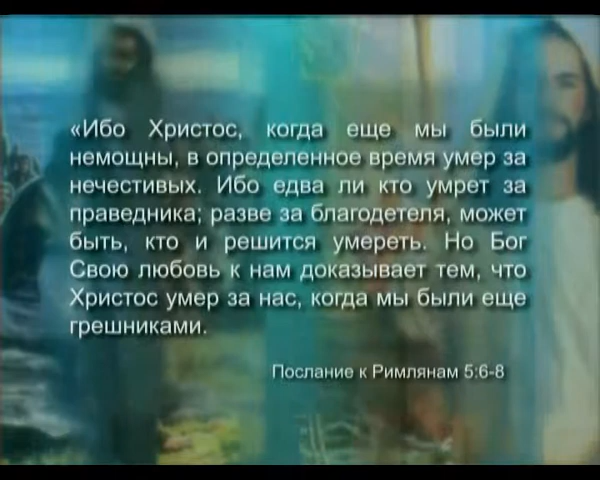 «Ибо Христос, когда еще мы были
немощны, в определенное время умер за
нечестивых. Ибо едва ли кто умрет за
праведника; разве за благодетеля, может
быть, кто и решится умереть. Но Бог
Свою любовь к нам доказывает тем, что
Христос умер за нас, когда мы были еще
грешниками.
Послание к Римлянам 5:6-8